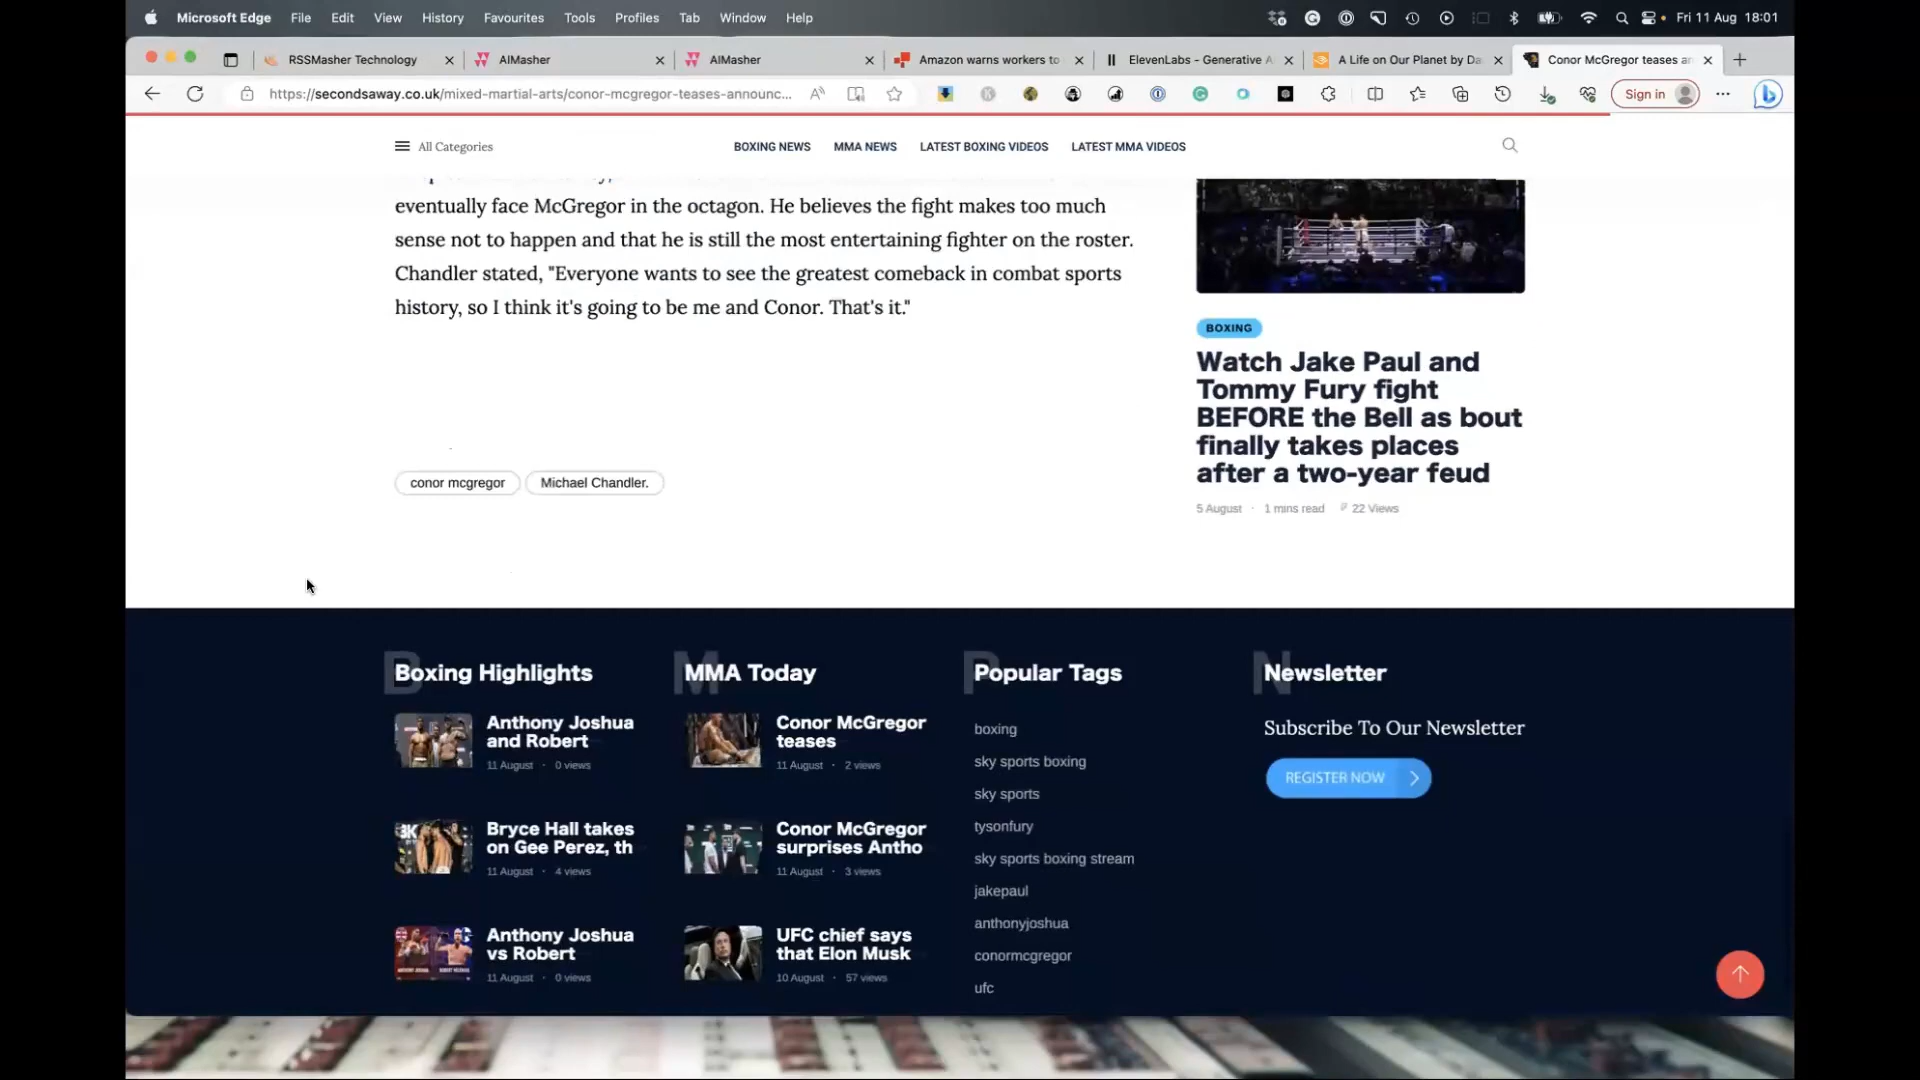 Microsoft Edge File Edit View History Favourites Tools Profiles Tab Window Help Fri 11 Aug 18:01
RSSMasher Technology AIMasher AIMasher Amazon warns workers to ElevenLabs - Generative A A Life on Our Planet by Da Conor McGregor teases an
https://secondsaway.co.uk/mixed-martial-arts/conor-mcgregor-teases-announc... Sign in
All Categories BOXING NEWS MMA NEWS LATEST BOXING VIDEOS LATEST MMA VIDEOS
eventually face McGregor in the octagon. He believes the fight makes too much
sense not to happen and that he is still the most entertaining fighter on the roster.
Chandler stated, "Everyone wants to see the greatest comeback in combat sports
history, so I think it's going to be me and Conor. That's it."
conor mcgregor Michael Chandler.
BOXING
Watch Jake Paul and
Tommy Fury fight
BEFORE the Bell as bout
finally takes places
after a two-year feud
5 August · 1 mins read 22 Views
Boxing Highlights
Anthony Joshua
and Robert
11 August · 0 views
Bryce Hall takes
on Gee Perez, th
11 August · 4 views
Anthony Joshua
vs Robert
11 August · 0 views
MMA Today
Conor McGregor
teases
11 August · 2 views
Conor McGregor
surprises Antho
11 August · 3 views
UFC chief says
that Elon Musk
10 August · 57 views
Popular Tags
boxing
sky sports boxing
sky sports
tysonfury
sky sports boxing stream
jakepaul
anthonyjoshua
conormcgregor
ufc
Newsletter
Subscribe To Our Newsletter
REGISTER NOW